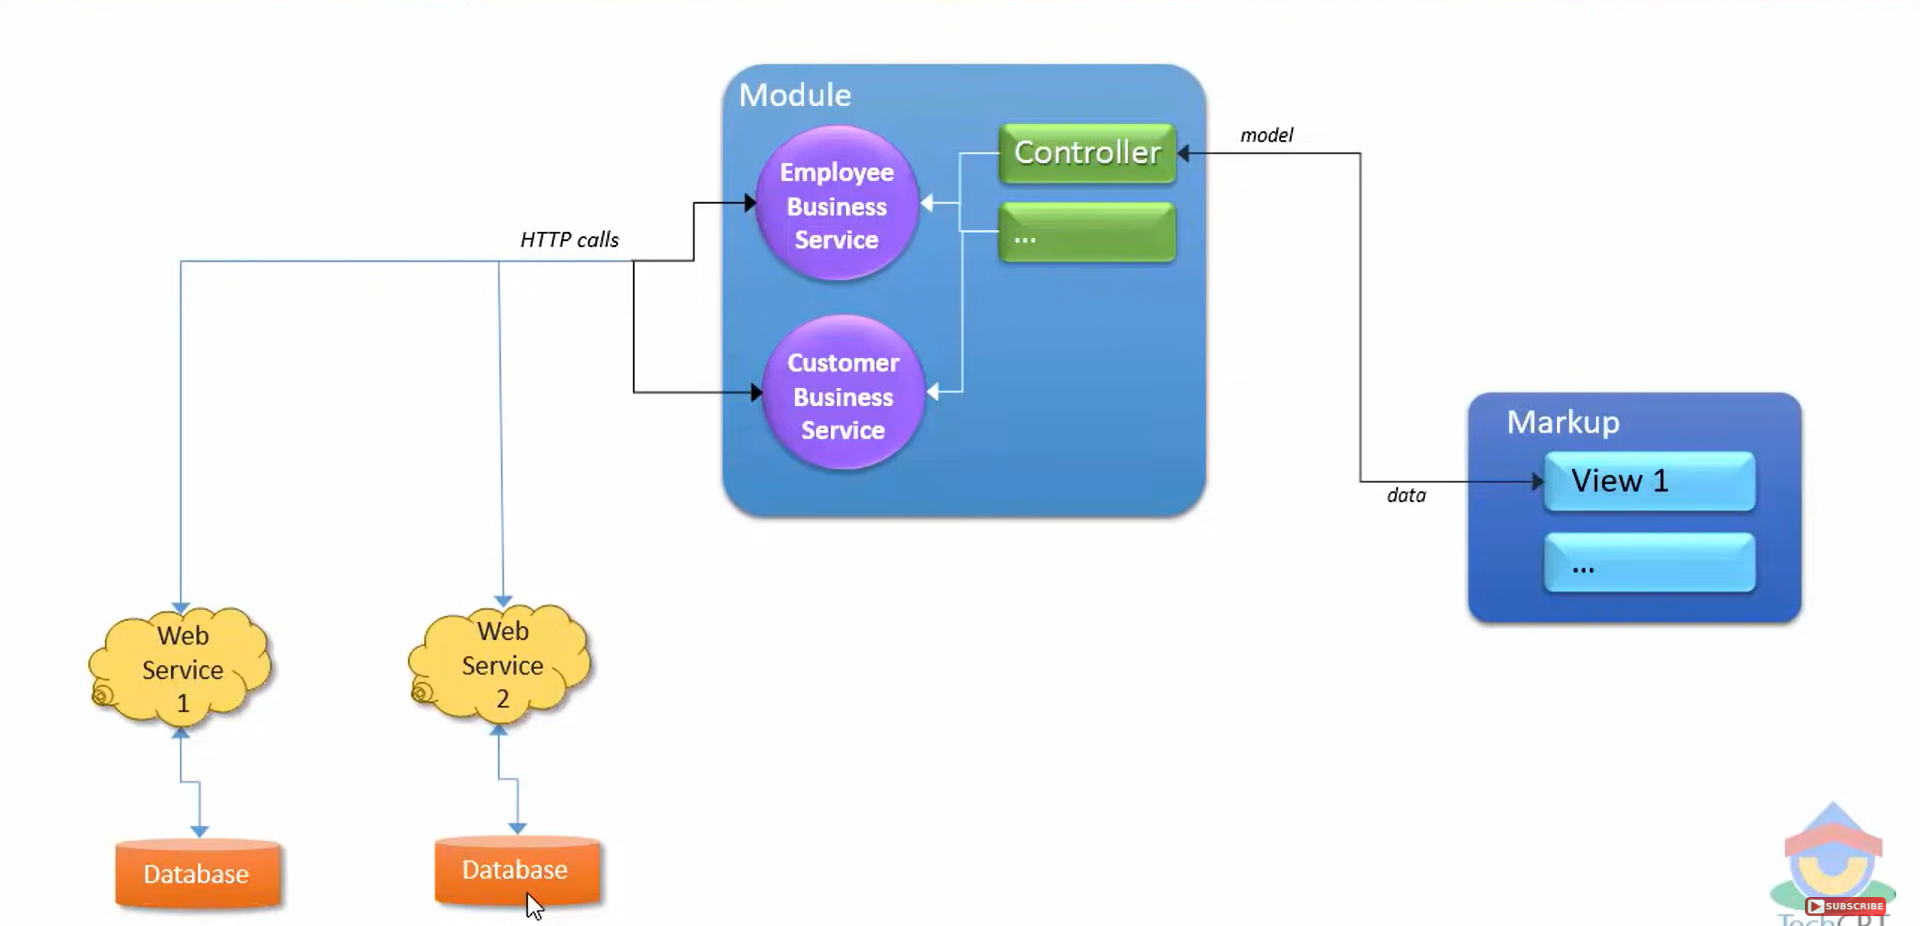 Module
Employee
Business
Service
Controller
...
model
HTTP calls
Customer
Business
Service
Markup
View 1
...
data
Web
Service
1
Web
Service
2
Database
Database
SUBSCRIBE